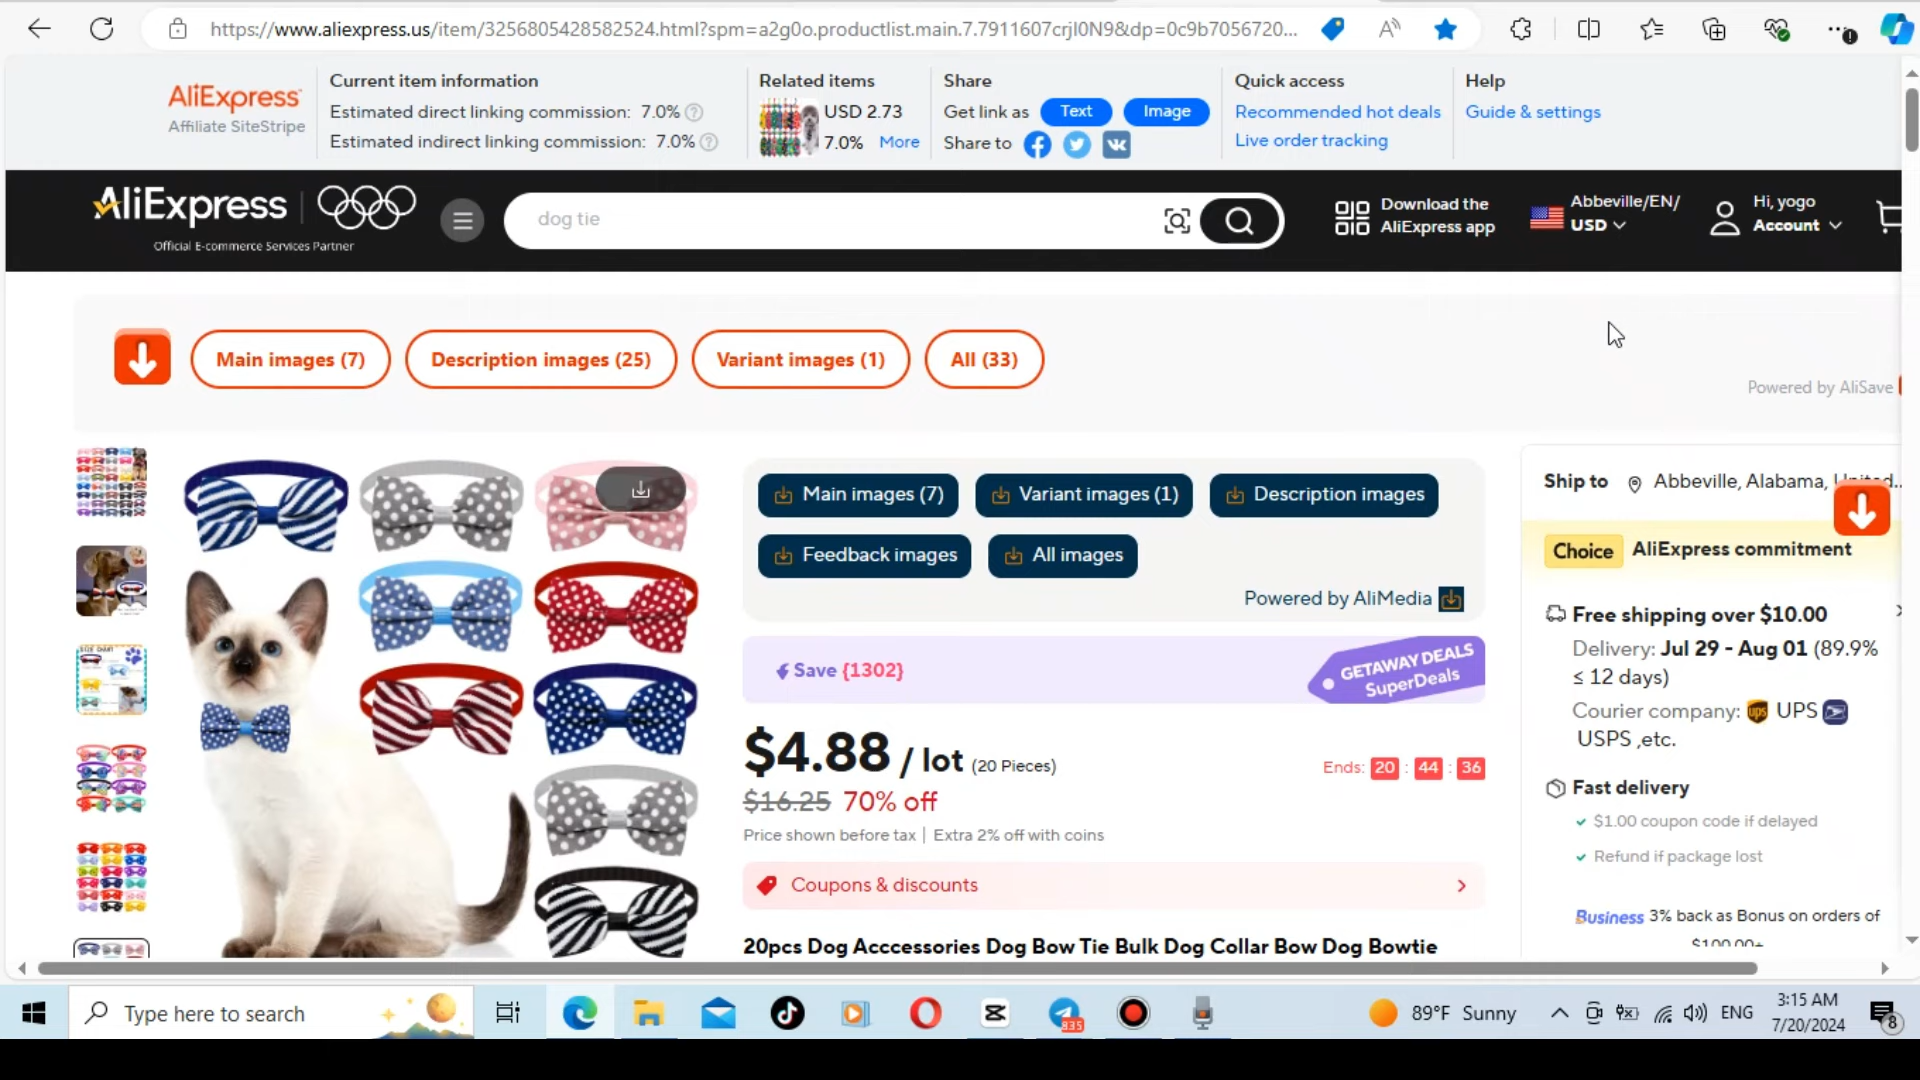 https://www.aliexpress.us/item/3256805428582524.html?spm=a2g0o.productlist.main.7.7911607crjl0N9&dp=0c9b7056720...
AliExpress
Affiliate SiteStripe
Current item information
Estimated direct linking commission: 7.0%
Estimated indirect linking commission: 7.0%
Related items
USD 2.73
7.0% More
Share
Get link as Text Image
Share to
Quick access
Recommended hot deals
Live order tracking
Help
Guide & settings
AliExpress
Official E-commerce Services Partner
dog tie
Download the
AliExpress app
Abbeville/EN/
USD
Hi, yogo
Account
Main images (7)
Description images (25)
Variant images (1)
All (33)
Powered by AliSave
Main images (7)
Variant images (1)
Description images
Feedback images
All images
Powered by AliMedia
Save {1302}
GETAWAY DEALS
SuperDeals
$4.88 / lot (20 Pieces)
Ends: 20 : 44 : 36
$16.25 70% off
Price shown before tax | Extra 2% off with coins
Coupons & discounts
20pcs Dog Acccessories Dog Bow Tie Bulk Dog Collar Bow Dog Bowtie
Ship to Abbeville, Alabama, United...
Choice AliExpress commitment
Free shipping over $10.00
Delivery: Jul 29 - Aug 01 (89.9%
≤ 12 days)
Courier company: ups UPS
USPS ,etc.
Fast delivery
$1.00 coupon code if delayed
Refund if package lost
Business 3% back as Bonus on orders of
$100.00+
Type here to search
835
89°F Sunny
ENG
3:15 AM
7/20/2024
8